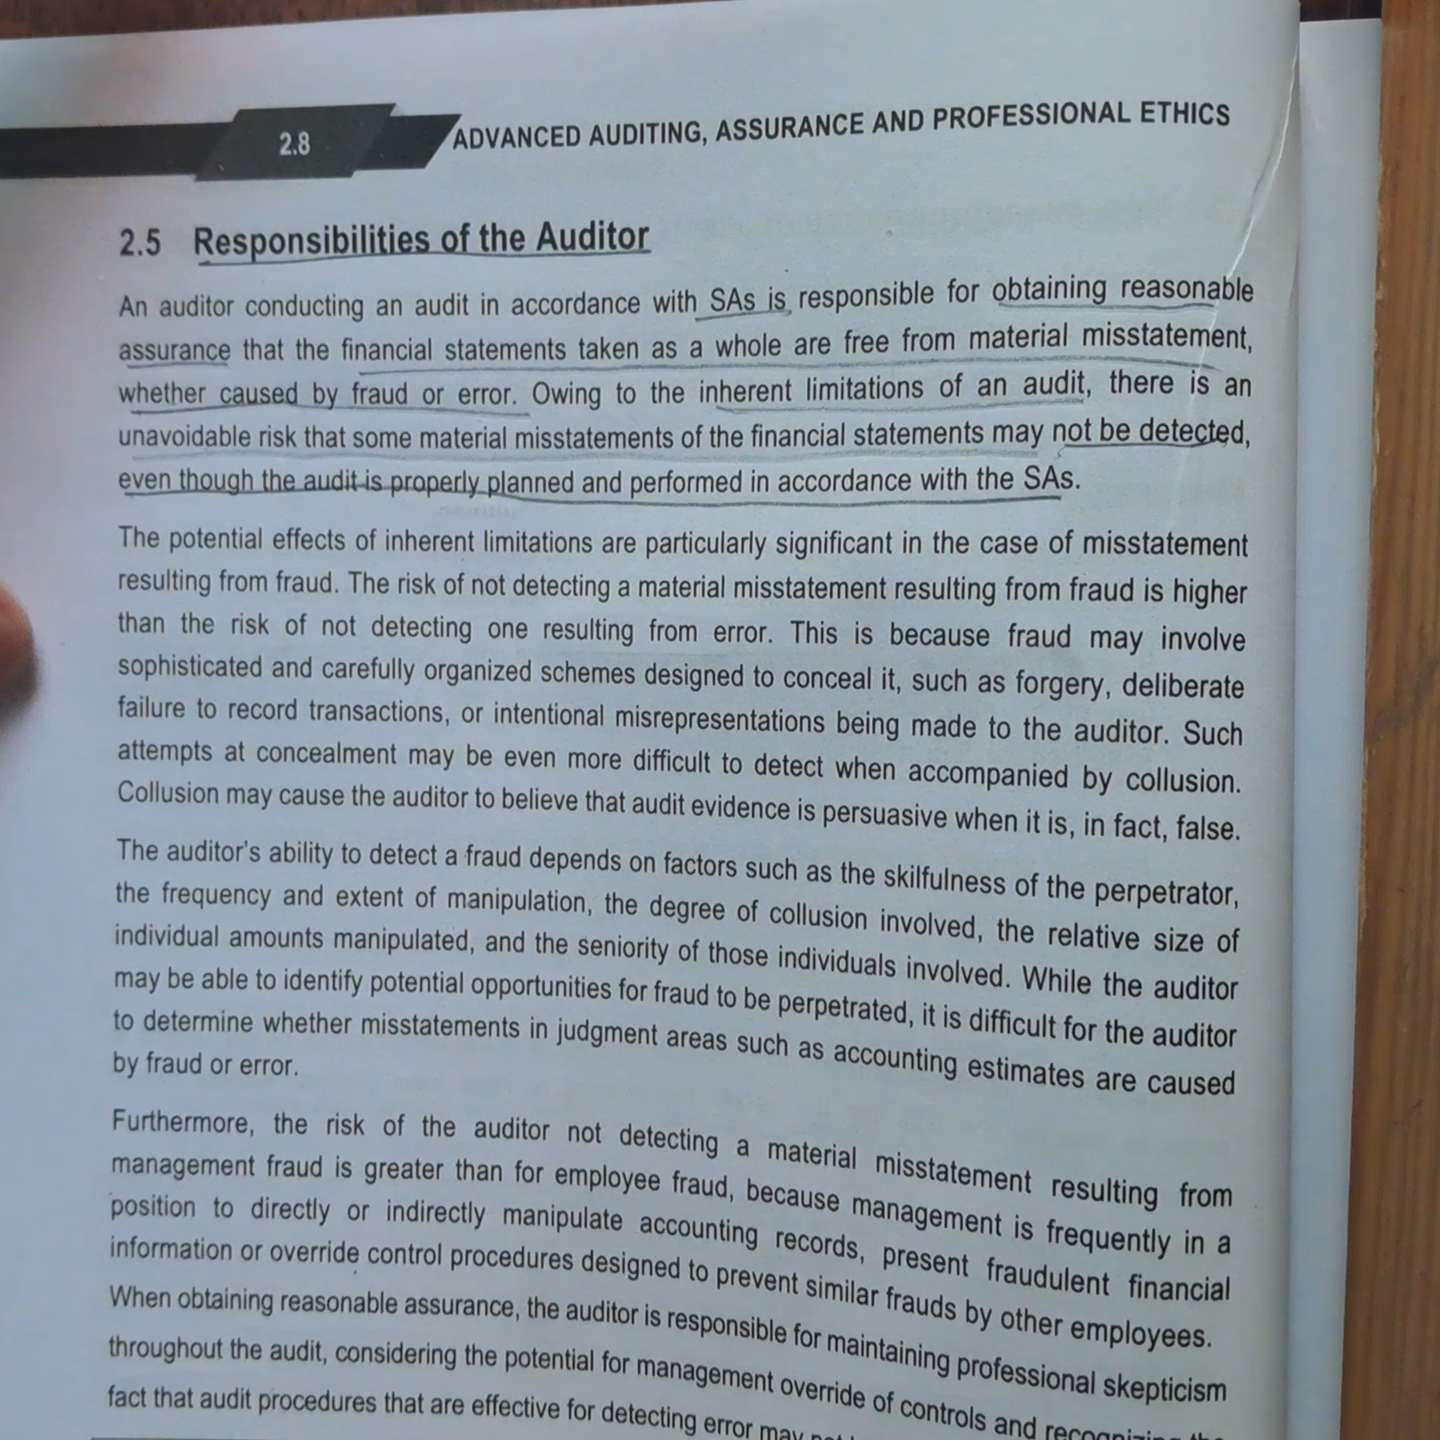 2.8
ADVANCED AUDITING, ASSURANCE AND PROFESSIONAL ETHICS
2.5 Responsibilities of the Auditor
An auditor conducting an audit in accordance with SAs is responsible for obtaining reasonable
assurance that the financial statements taken as a whole are free from material misstatement,
whether caused by fraud or error. Owing to the inherent limitations of an audit, there is an
unavoidable risk that some material misstatements of the financial statements may not be detected,
even though the audit is properly planned and performed in accordance with the SAs.
The potential effects of inherent limitations are particularly significant in the case of misstatement
resulting from fraud. The risk of not detecting a material misstatement resulting from fraud is higher
than the risk of not detecting one resulting from error. This is because fraud may involve
sophisticated and carefully organized schemes designed to conceal it, such as forgery, deliberate
failure to record transactions, or intentional misrepresentations being made to the auditor. Such
attempts at concealment may be even more difficult to detect when accompanied by collusion.
Collusion may cause the auditor to believe that audit evidence is persuasive when it is, in fact, false.
The auditor's ability to detect a fraud depends on factors such as the skilfulness of the perpetrator,
the frequency and extent of manipulation, the degree of collusion involved, the relative size of
individual amounts manipulated, and the seniority of those individuals involved. While the auditor
may be able to identify potential opportunities for fraud to be perpetrated, it is difficult for the auditor
to determine whether misstatements in judgment areas such as accounting estimates are caused
by fraud or error.
Furthermore, the risk of the auditor not detecting a material misstatement resulting from
management fraud is greater than for employee fraud, because management is frequently in a
position to directly or indirectly manipulate accounting records, present fraudulent financial
information or override control procedures designed to prevent similar frauds by other employees.
When obtaining reasonable assurance, the auditor is responsible for maintaining professional skepticism
throughout the audit, considering the potential for management override of controls and recognizing the
fact that audit procedures that are effective for detecting error may